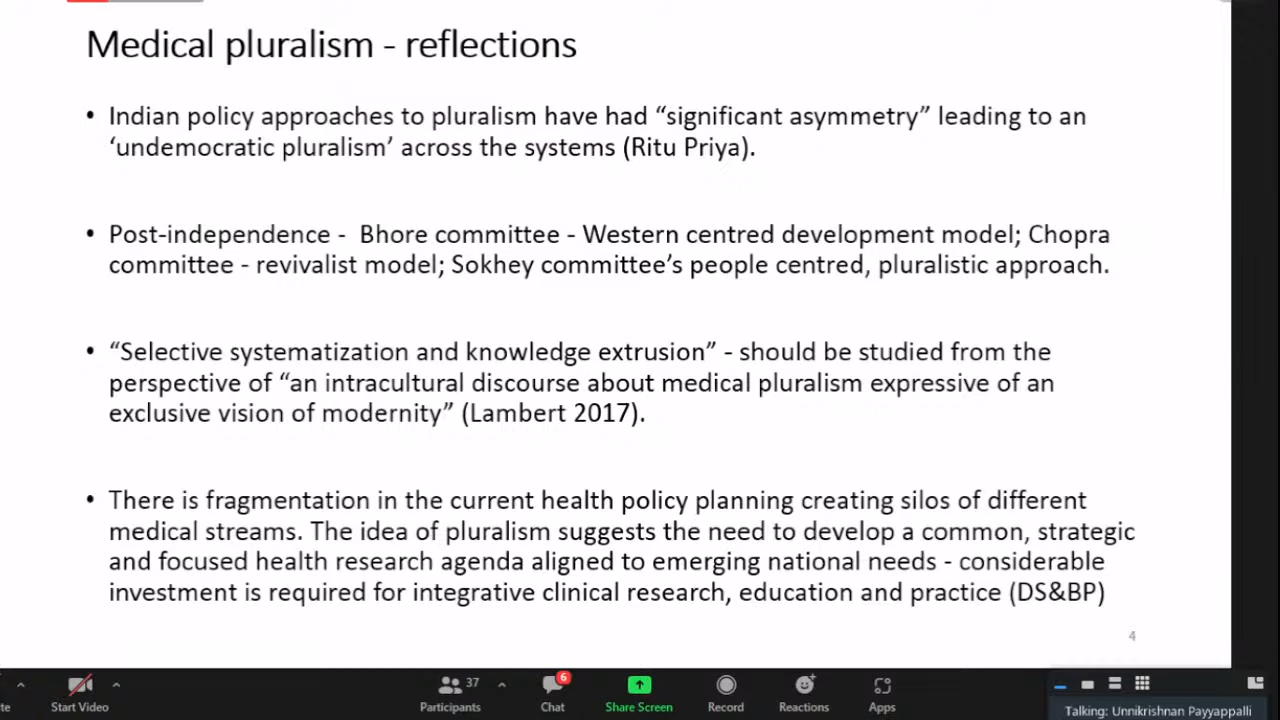 Medical pluralism - reflections
• Indian policy approaches to pluralism have had “significant asymmetry” leading to an
‘undemocratic pluralism’ across the systems (Ritu Priya).
• Post-independence - Bhore committee - Western centred development model; Chopra
committee - revivalist model; Sokhey committee’s people centred, pluralistic approach.
• “Selective systematization and knowledge extrusion” - should be studied from the
perspective of “an intracultural discourse about medical pluralism expressive of an
exclusive vision of modernity” (Lambert 2017).
• There is fragmentation in the current health policy planning creating silos of different
medical streams. The idea of pluralism suggests the need to develop a common, strategic
and focused health research agenda aligned to emerging national needs - considerable
investment is required for integrative clinical research, education and practice (DS&BP)
4
37
6
te
Start Video
Participants
Chat
Share Screen
Record
Reactions
Apps
Talking: Unnikrishnan Payyappalli